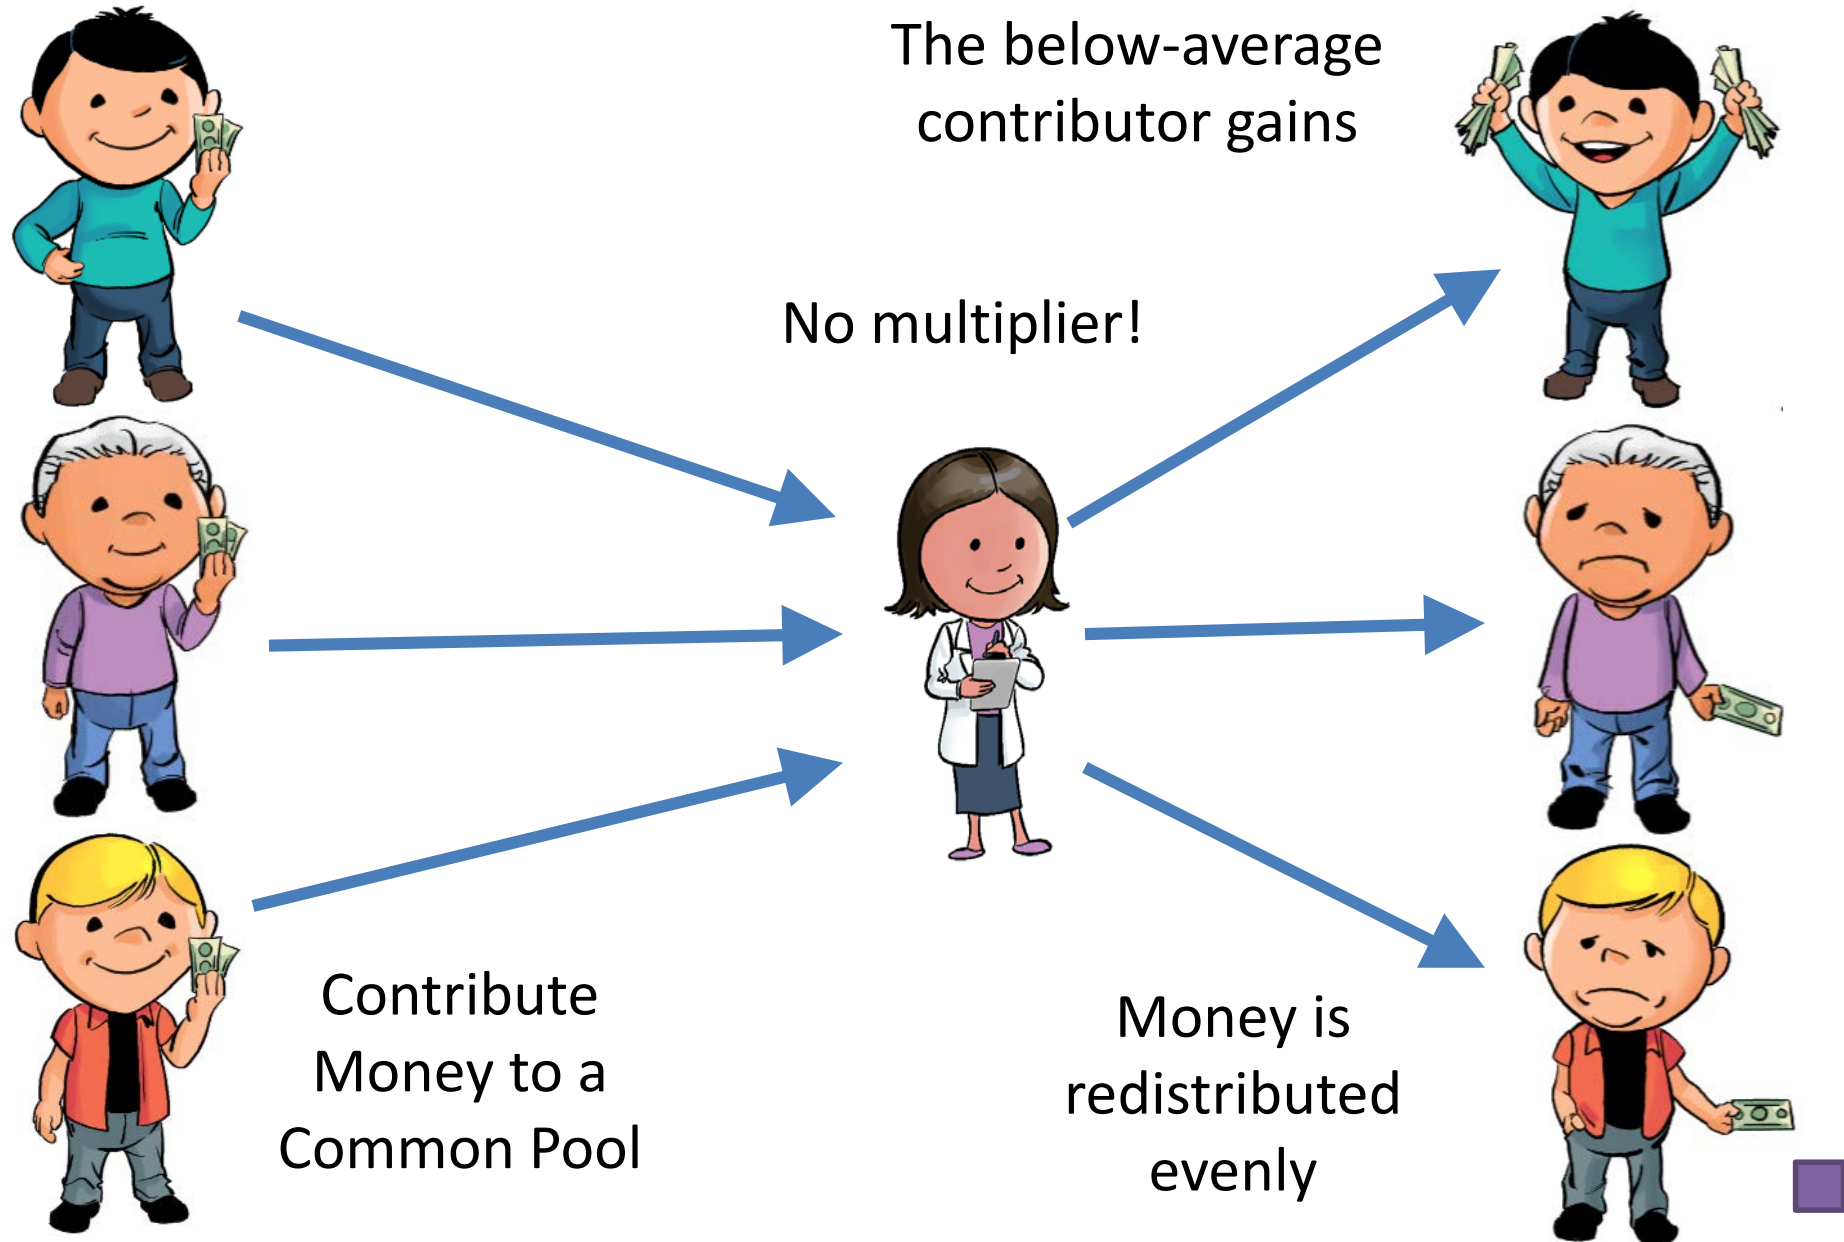 The below-average
contributor gains
No multiplier!
Contribute
Money to a
Common Pool
Money is
redistributed
evenly